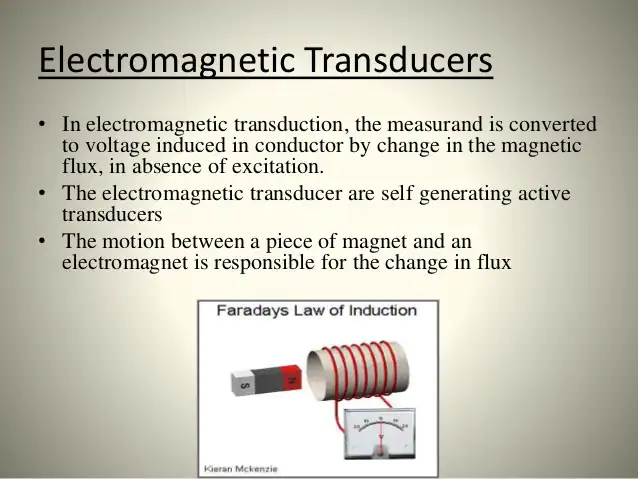 Electromagnetic Transducers
• In electromagnetic transduction, the measurand is converted
to voltage induced in conductor by change in the magnetic
flux, in absence of excitation.
• The electromagnetic transducer are self generating active
transducers
• The motion between a piece of magnet and an
electromagnet is responsible for the change in flux
Faradays Law of Induction
S N
V
Kieran Mckenzie